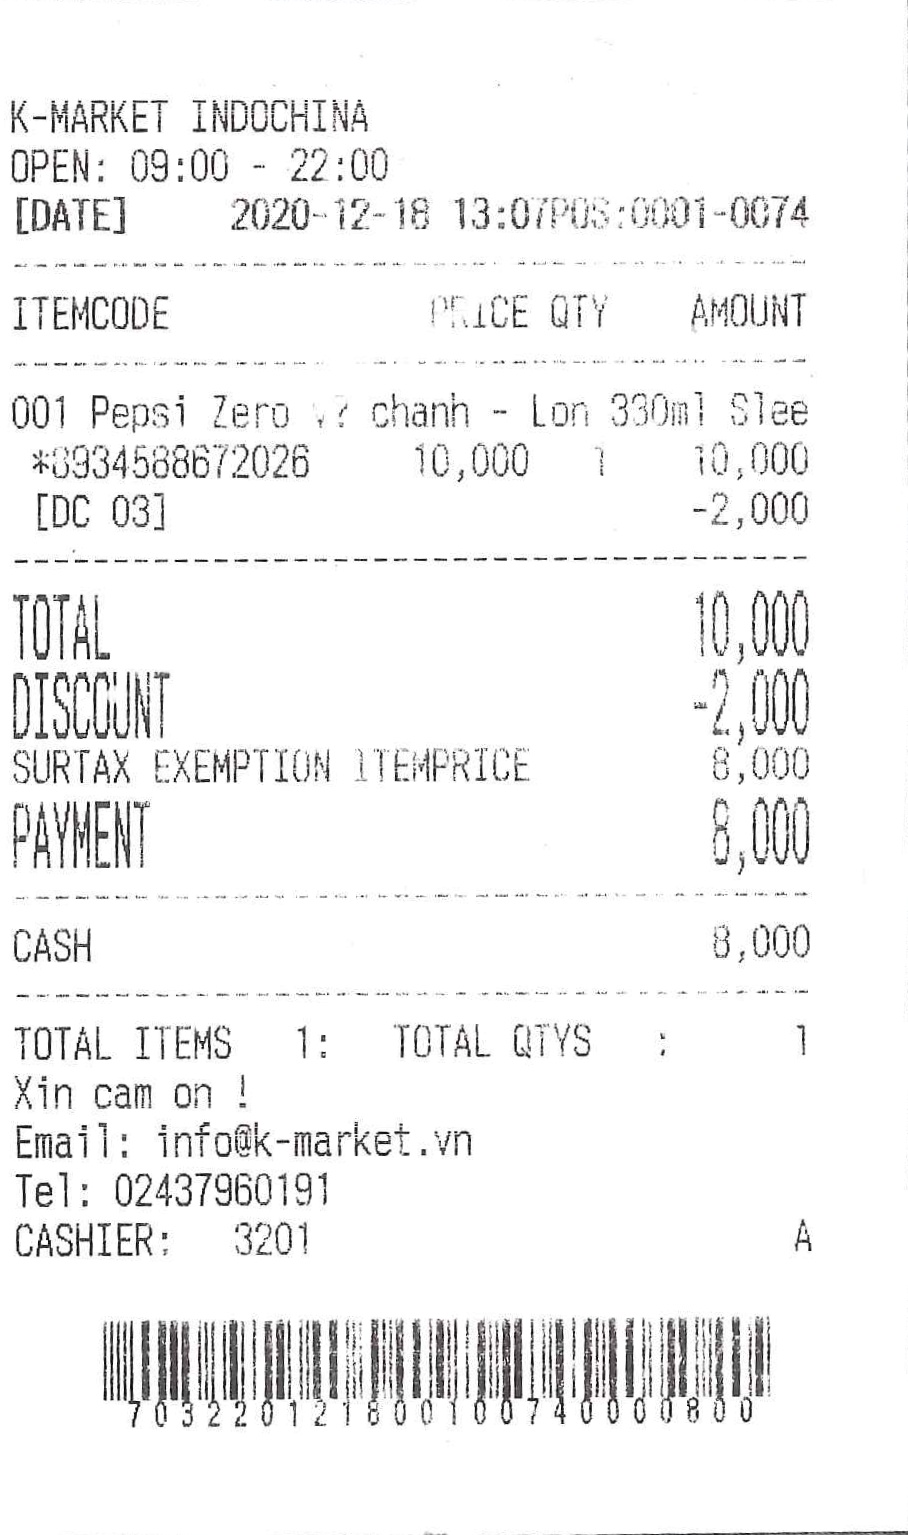 K-MARKET INDOCHINA
OPEN: 09:00 - 22:00
[DATE] 2020-12-18 13:07POS:0001-0074
ITEMCODE PRICE QTY AMOUNT
001 Pepsi Zero v? chanh - Lon 330ml Slee
*8934588672026 10,000 1 10,000
[DC 03] -2,000
TOTAL 10,000
DISCOUNT -2,000
SURTAX EXEMPTION ITEMPRICE 8,000
PAYMENT 8,000
CASH 8,000
TOTAL ITEMS 1: TOTAL QTYS : 1
Xin cam on !
Email: info@k-market.vn
Tel: 02437960191
CASHIER: 3201 A
703220121800100740000800